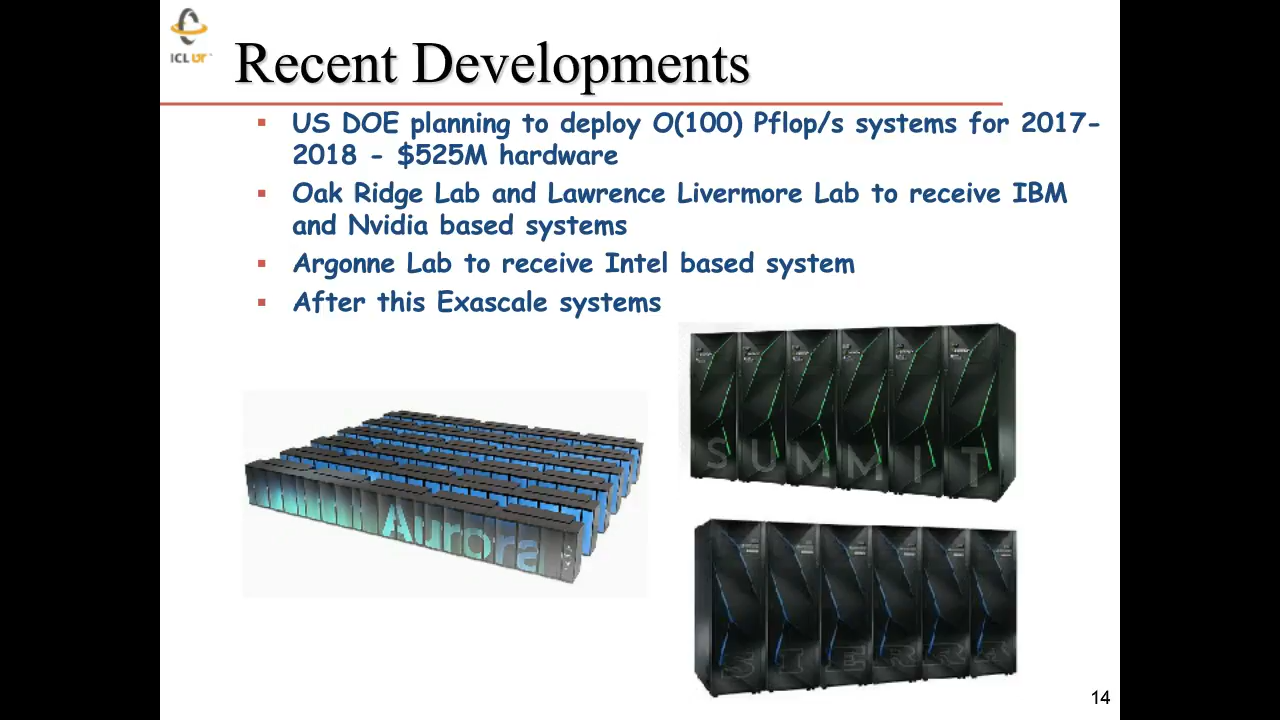 ICL UT
Recent Developments
▪ US DOE planning to deploy O(100) Pflop/s systems for 2017-
2018 - $525M hardware
▪ Oak Ridge Lab and Lawrence Livermore Lab to receive IBM
and Nvidia based systems
▪ Argonne Lab to receive Intel based system
▪ After this Exascale systems
SUMMIT
Aurora
SIERRA
14